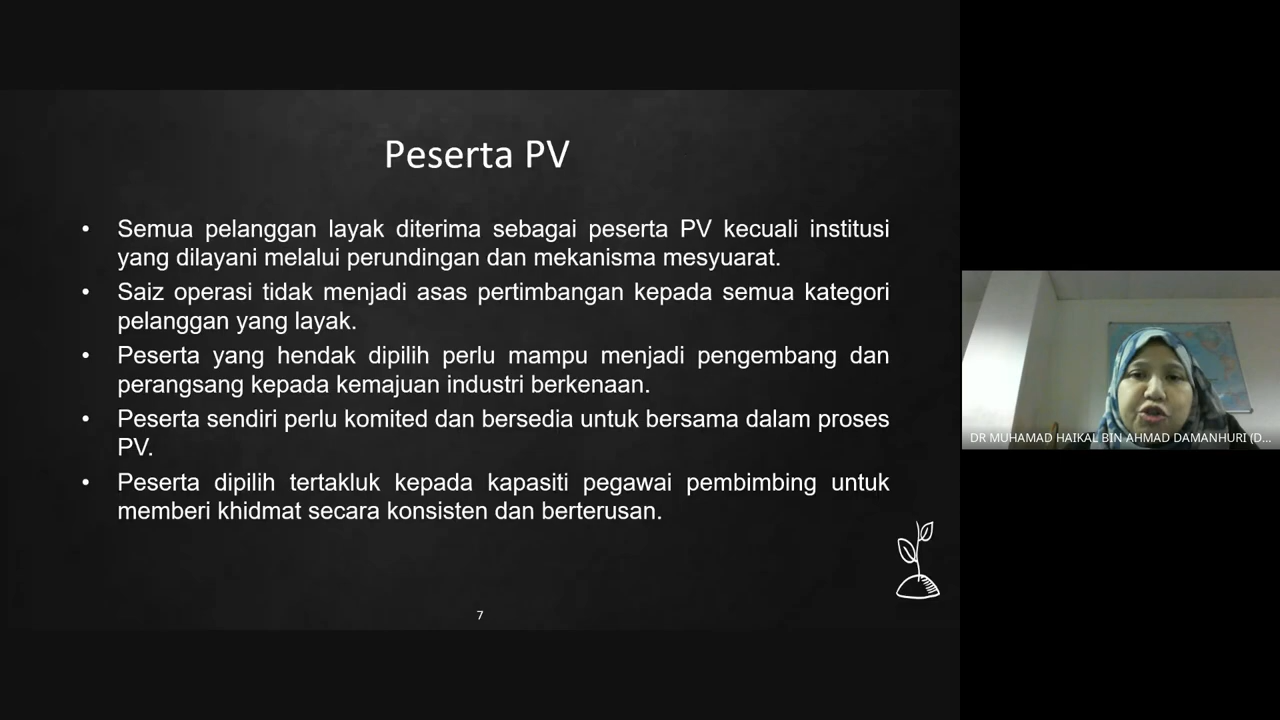 Peserta PV
• Semua pelanggan layak diterima sebagai peserta PV kecuali institusi
yang dilayani melalui perundingan dan mekanisma mesyuarat.
• Saiz operasi tidak menjadi asas pertimbangan kepada semua kategori
pelanggan yang layak.
• Peserta yang hendak dipilih perlu mampu menjadi pengembang dan
perangsang kepada kemajuan industri berkenaan.
• Peserta sendiri perlu komited dan bersedia untuk bersama dalam proses
PV.
• Peserta dipilih tertakluk kepada kapasiti pegawai pembimbing untuk
memberi khidmat secara konsisten dan berterusan.
7
DR MUHAMAD HAIKAL BIN AHMAD DAMANHURI (D...